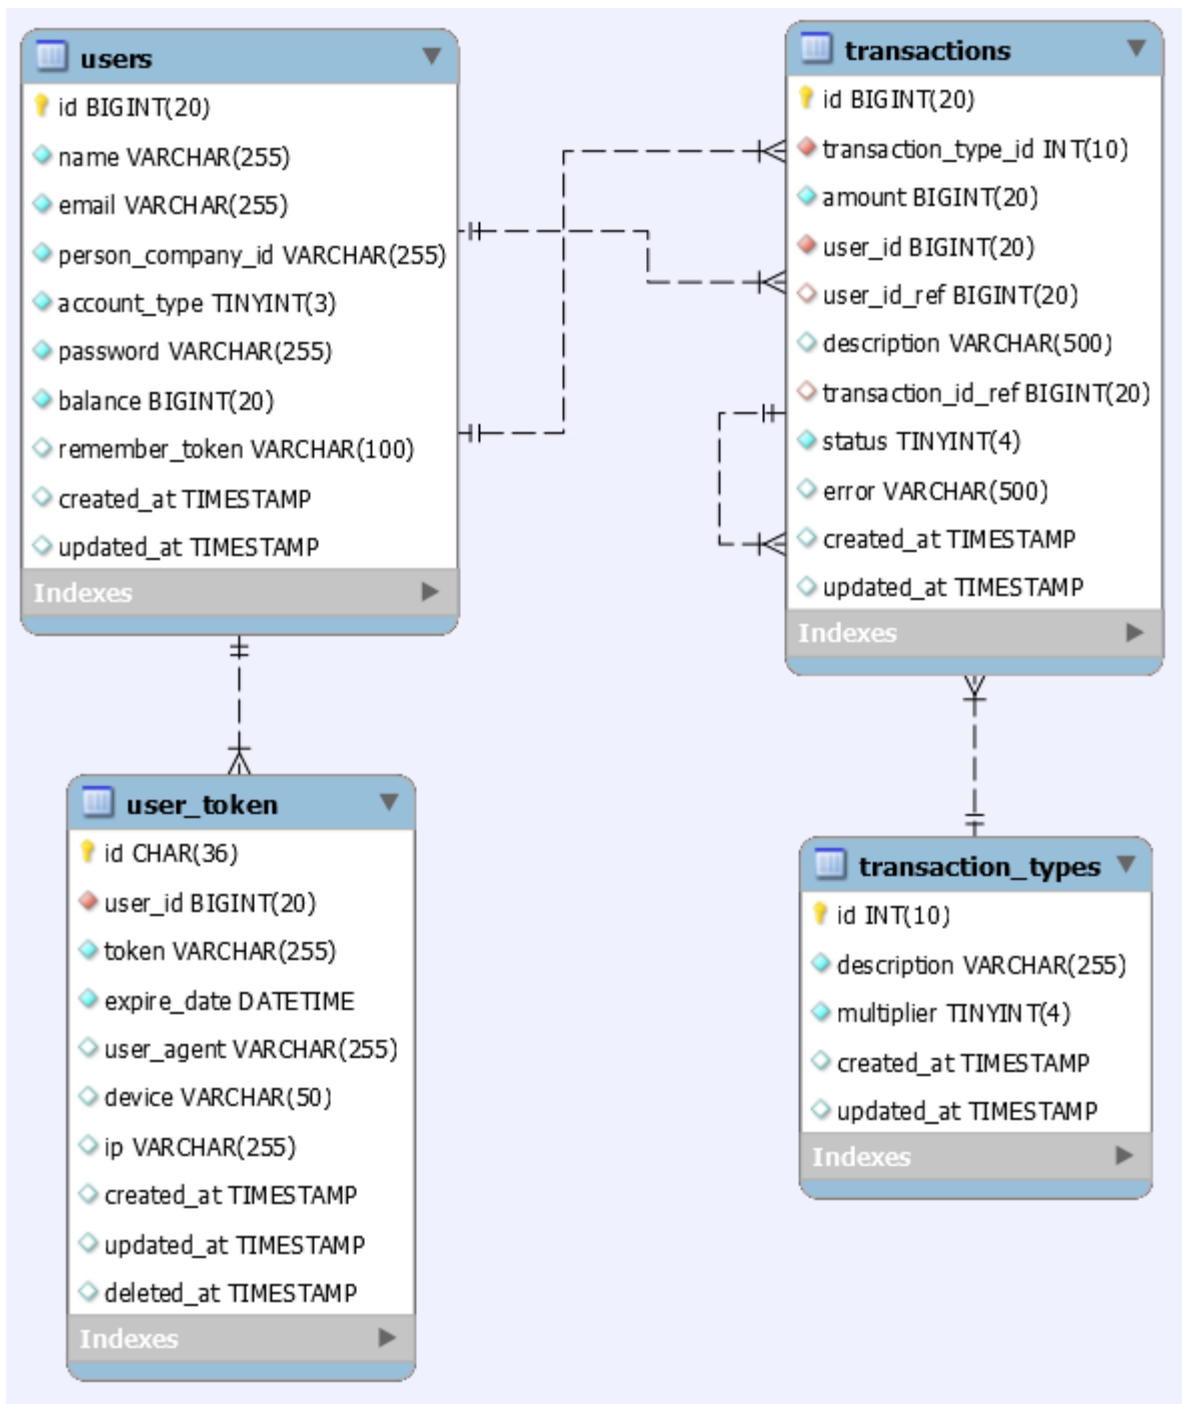 users
id BIGINT(20)
name VARCHAR(255)
email VARCHAR(255)
person_company_id VARCHAR(255)
account_type TINYINT(3)
password VARCHAR(255)
balance BIGINT(20)
remember_token VARCHAR(100)
created_at TIMESTAMP
updated_at TIMESTAMP
Indexes
transactions
id BIGINT(20)
transaction_type_id INT(10)
amount BIGINT(20)
user_id BIGINT(20)
user_id_ref BIGINT(20)
description VARCHAR(500)
transaction_id_ref BIGINT(20)
status TINYINT(4)
error VARCHAR(500)
created_at TIMESTAMP
updated_at TIMESTAMP
Indexes
user_token
id CHAR(36)
user_id BIGINT(20)
token VARCHAR(255)
expire_date DATETIME
user_agent VARCHAR(255)
device VARCHAR(50)
ip VARCHAR(255)
created_at TIMESTAMP
updated_at TIMESTAMP
deleted_at TIMESTAMP
Indexes
transaction_types
id INT(10)
description VARCHAR(255)
multiplier TINYINT(4)
created_at TIMESTAMP
updated_at TIMESTAMP
Indexes